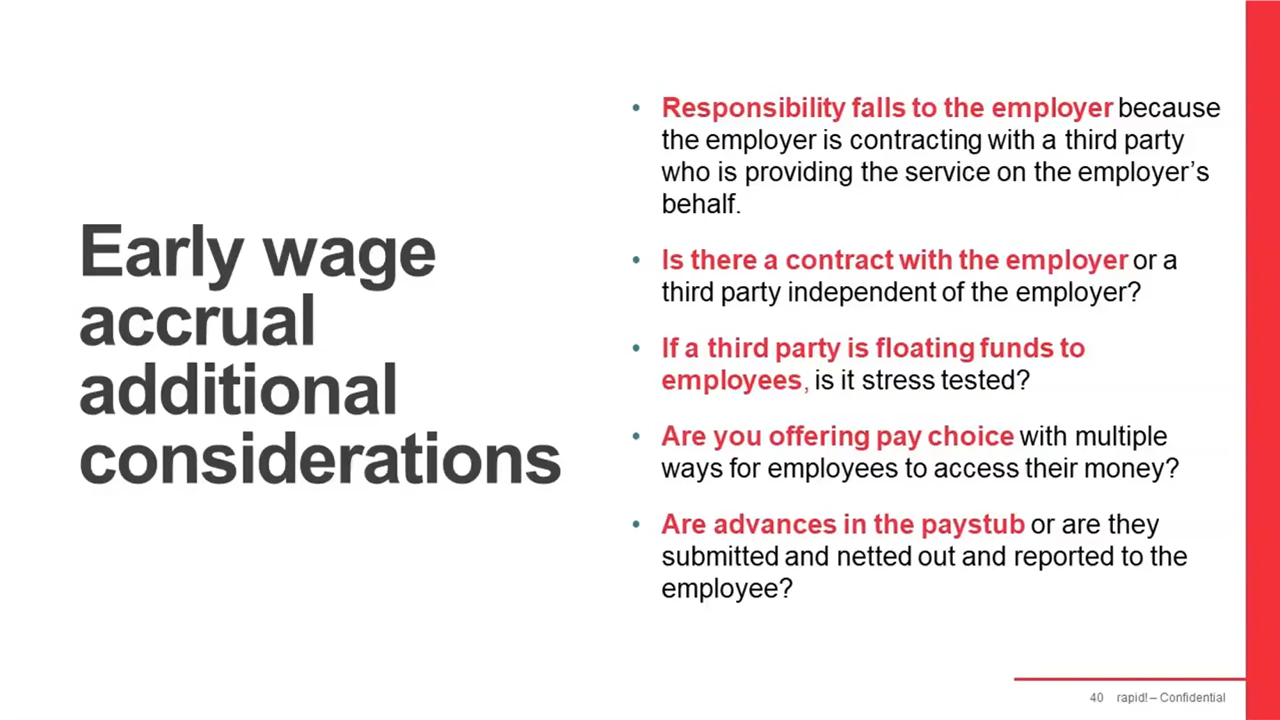 Early wage
accrual
additional
considerations
• Responsibility falls to the employer because
the employer is contracting with a third party
who is providing the service on the employer’s
behalf.
• Is there a contract with the employer or a
third party independent of the employer?
• If a third party is floating funds to
employees, is it stress tested?
• Are you offering pay choice with multiple
ways for employees to access their money?
• Are advances in the paystub or are they
submitted and netted out and reported to the
employee?
40 rapid! – Confidential